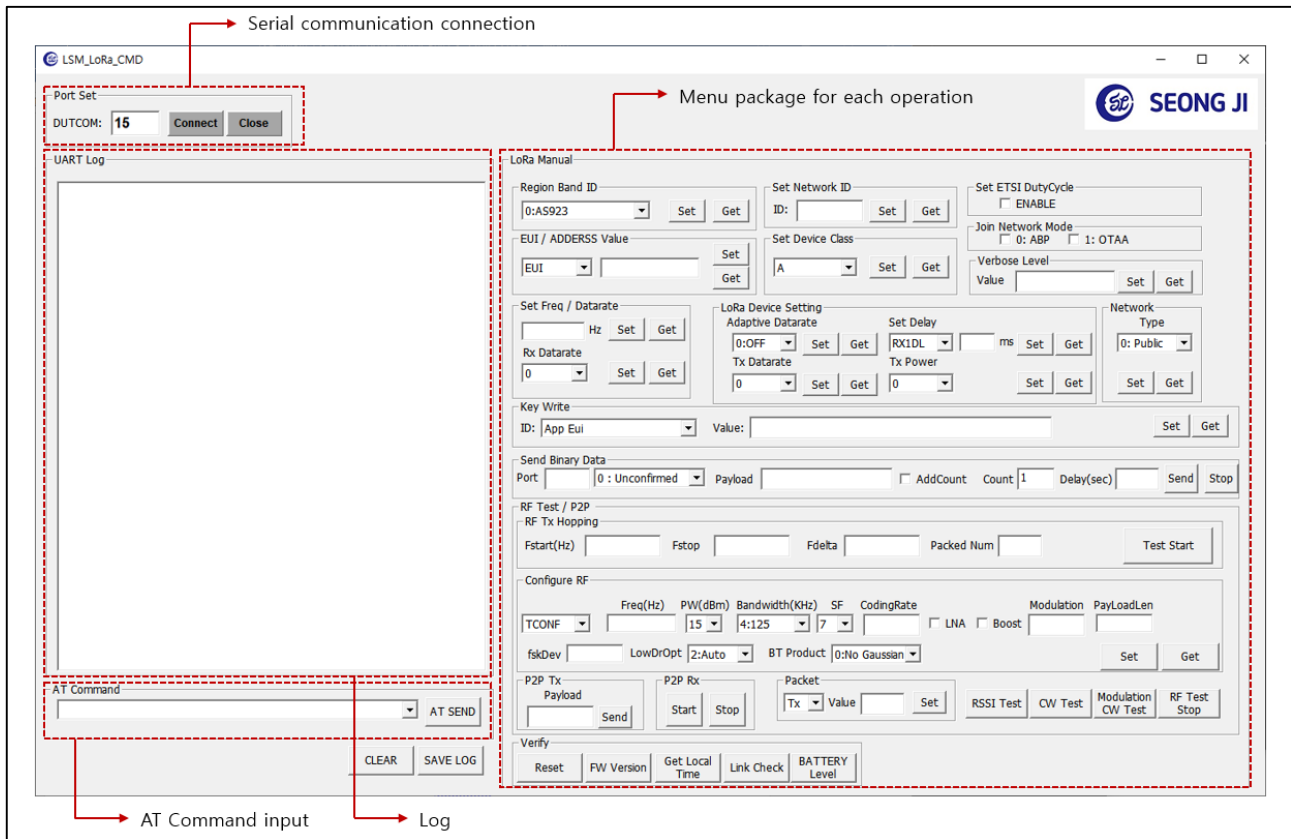 Serial communication connection
LSM_LoRa_CMD
Port Set
DUTCOM: 15 Connect Close
Menu package for each operation
SEONG JI
UART Log
LoRa Manual
Region Band ID
0:AS923 Set Get
Set Network ID
ID: Set Get
Set ETSI DutyCycle
ENABLE
Join Network Mode
0: ABP 1: OTAA
EUI / ADDERSS Value
EUI Set Get
Set Device Class
A Set Get
Verbose Level
Value Set Get
Set Freq / Datarate
Hz Set Get
Rx Datarate
0 Set Get
LoRa Device Setting
Adaptive Datarate Set Delay
0:OFF Set Get RX1DL ms Set Get
Tx Datarate Tx Power
0 Set Get 0 Set Get
Network
Type
0: Public
Set Get
Key Write
ID: App Eui Value: Set Get
Send Binary Data
Port 0 : Unconfirmed Payload AddCount Count 1 Delay(sec) Send Stop
RF Test / P2P
RF Tx Hopping
Fstart(Hz) Fstop Fdelta Packed Num Test Start
Configure RF
Freq(Hz) PW(dBm) Bandwidth(KHz) SF CodingRate Modulation PayLoadLen
TCONF 15 4:125 7 LNA Boost
fskDev LowDrOpt 2:Auto BT Product 0:No Gaussian Set Get
P2P Tx
Payload
Send
P2P Rx
Start Stop
Packet
Tx Value Set
RSSI Test CW Test Modulation CW Test RF Test Stop
Verify
Reset FW Version Get Local Time Link Check BATTERY Level
AT Command
AT SEND
CLEAR SAVE LOG
AT Command input
Log